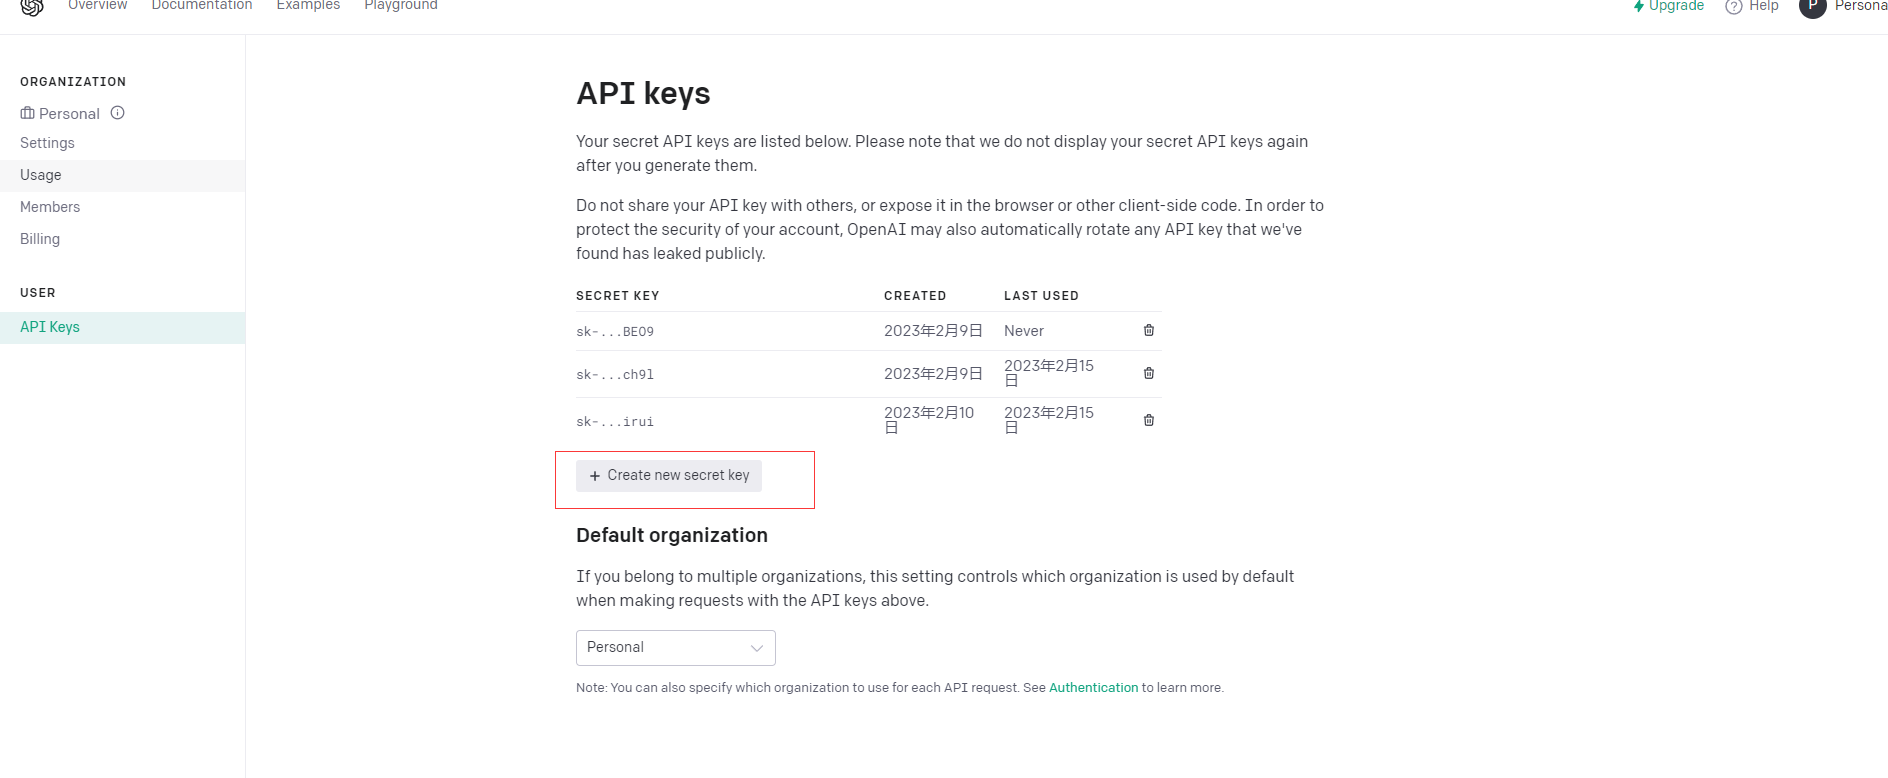 Overview Documentation Examples Playground Upgrade Help P Persona
ORGANIZATION
Personal
Settings
Usage
Members
Billing
USER
API Keys
API keys
Your secret API keys are listed below. Please note that we do not display your secret API keys again
after you generate them.
Do not share your API key with others, or expose it in the browser or other client-side code. In order to
protect the security of your account, OpenAI may also automatically rotate any API key that we've
found has leaked publicly.
SECRET KEY CREATED LAST USED
sk-...BEO9 2023年2月9日 Never
sk-...ch9l 2023年2月9日 2023年2月15
日
sk-...irui 2023年2月10 2023年2月15
日 日
+ Create new secret key
Default organization
If you belong to multiple organizations, this setting controls which organization is used by default
when making requests with the API keys above.
Personal
Note: You can also specify which organization to use for each API request. See Authentication to learn more.